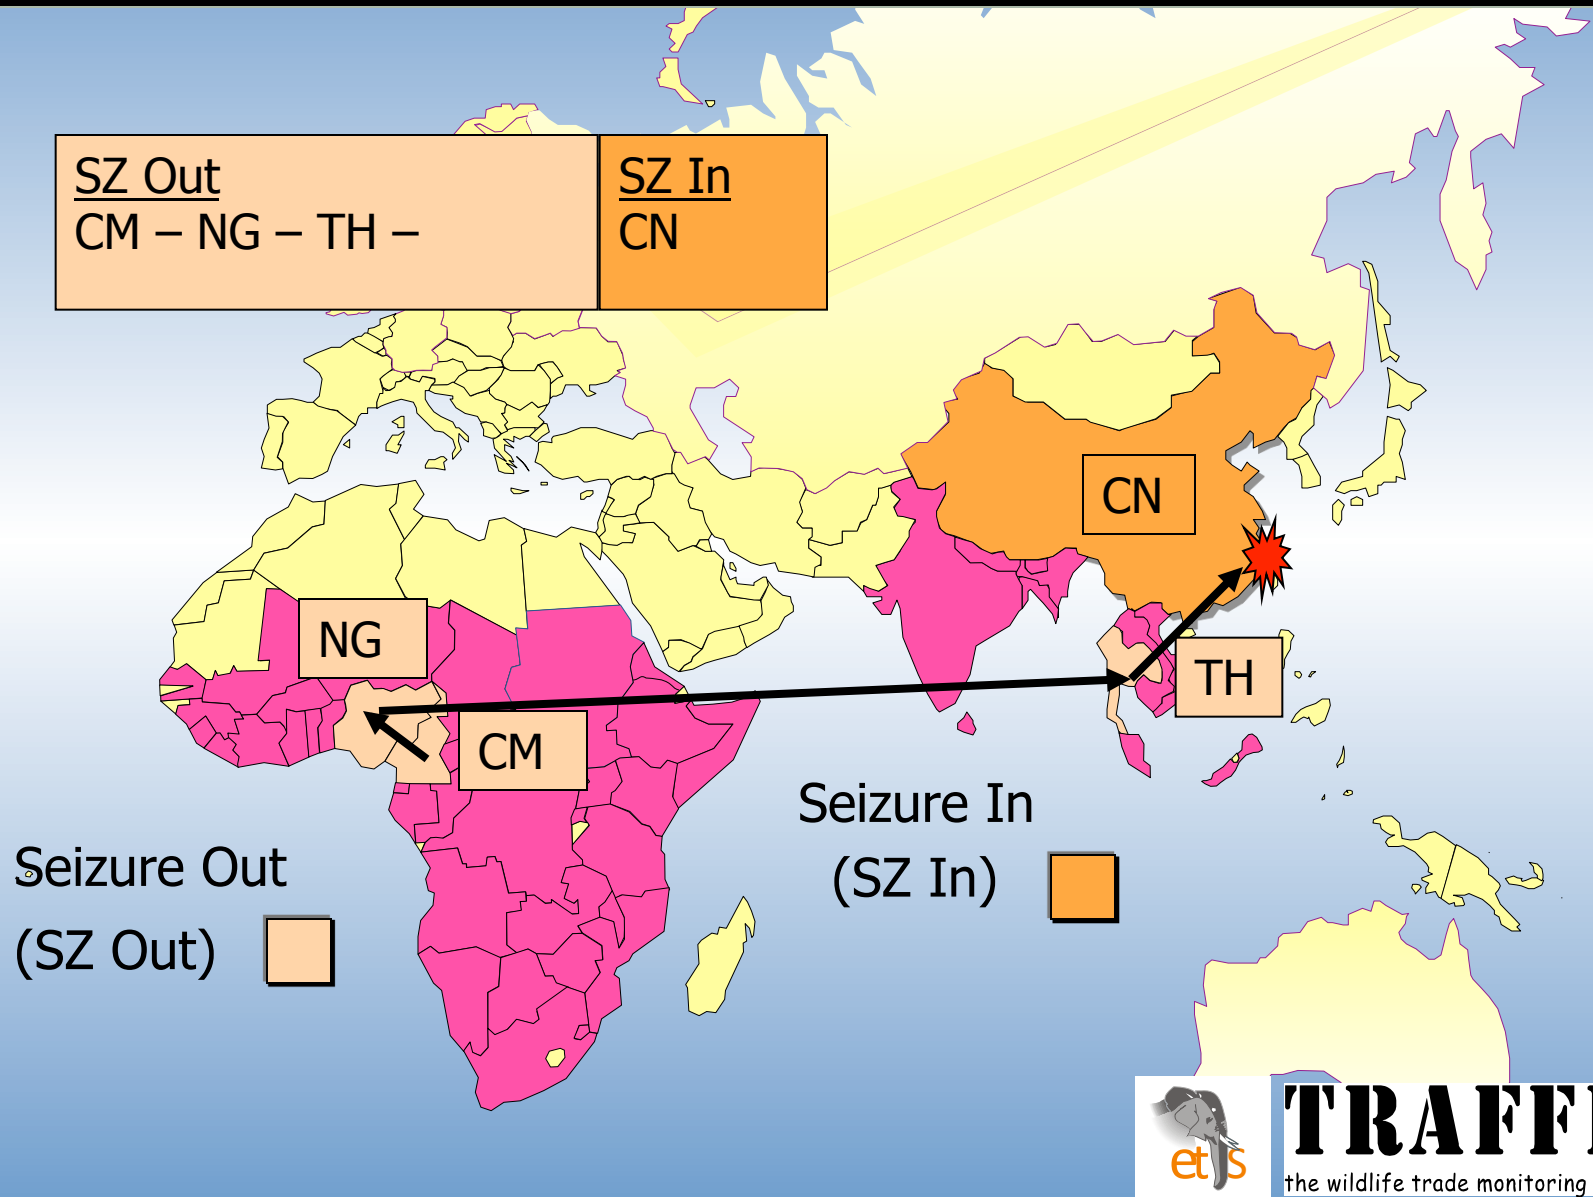 SZ Out
CM – NG – TH –
SZ In
CN
CN
NG
TH
CM
Seizure In
(SZ In)
Seizure Out
(SZ Out)
etis
TRAFFI
the wildlife trade monitoring